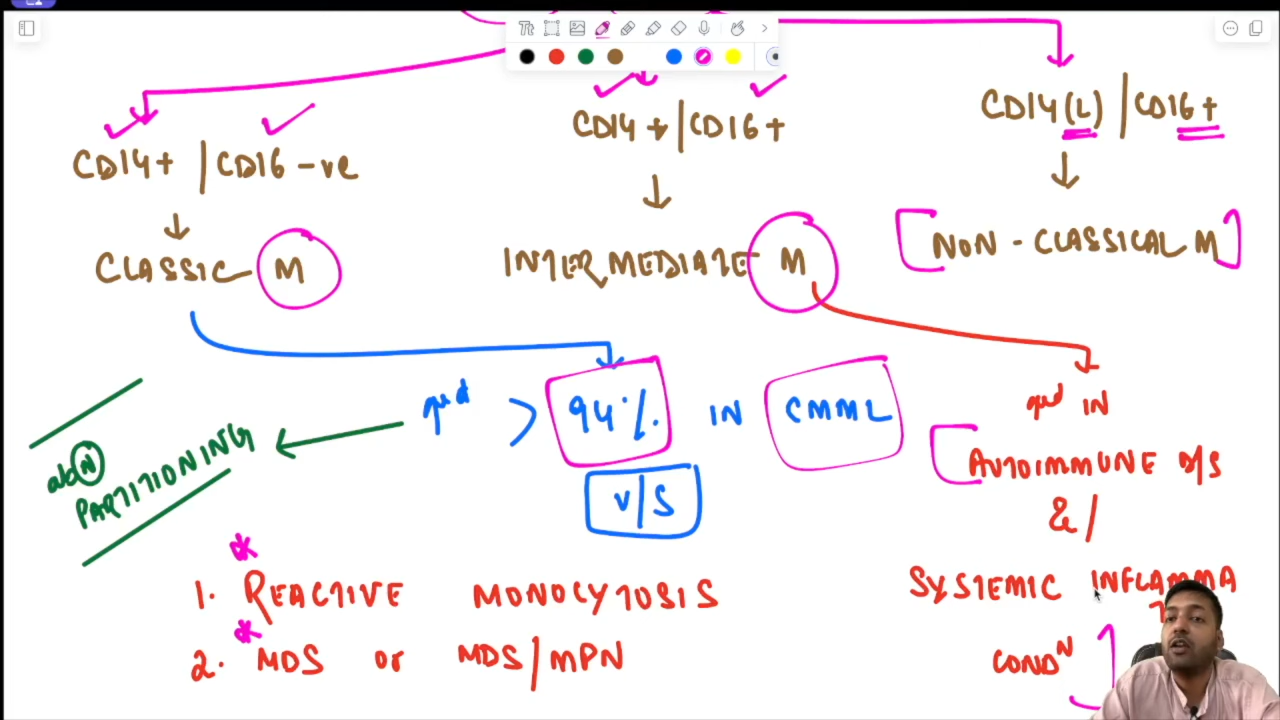 CD14+ | CD16 -ve
CD14+ | CD16+
CD14(L) | CD16+
CLASSIC M
INTERMEDIATE M
NON-CLASSICAL M
> 94% IN CMML
IN
abN PARTITIONING
V/S
AUTOIMMUNE D/S
&/
1. REACTIVE MONOCYTOSIS
SYSTEMIC INFLAMMA
2. MDS or MDS/MPN
CONDN